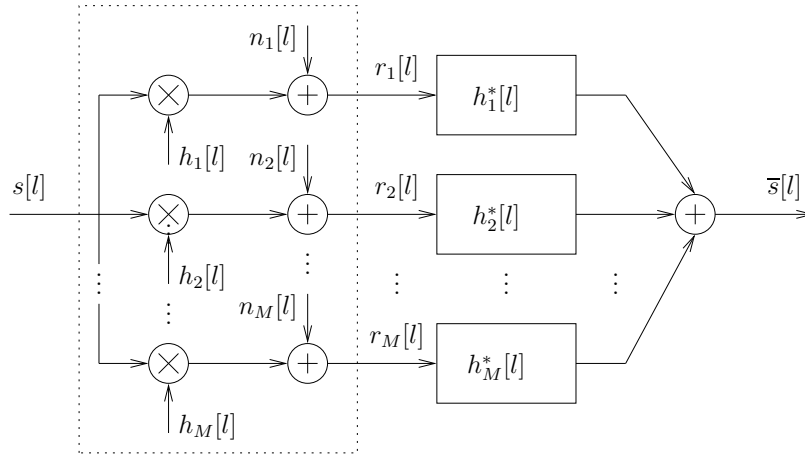 n_1[l]
r_1[l]
h_1^*[l]
h_1[l]
n_2[l]
s[l]
r_2[l]
h_2^*[l]
\overline{s}[l]
h_2[l]
n_M[l]
r_M[l]
h_M^*[l]
h_M[l]